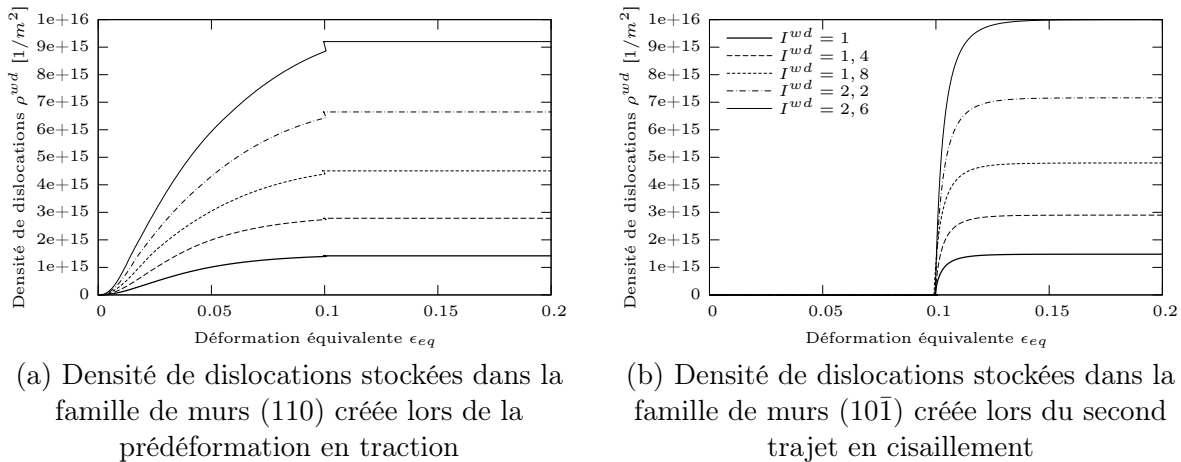 Densité de dislocations ρ^{wd} [1/m^2]
1e+16
9e+15
8e+15
7e+15
6e+15
5e+15
4e+15
3e+15
2e+15
1e+15
0
0 0.05 0.1 0.15 0.2
Déformation équivalente ϵ_{eq}
(a) Densité de dislocations stockées dans la
famille de murs (110) créée lors de la
prédéformation en traction
Densité de dislocations ρ^{wd} [1/m^2]
1e+16
9e+15
8e+15
7e+15
6e+15
5e+15
4e+15
3e+15
2e+15
1e+15
0
I^{wd} = 1
I^{wd} = 1, 4
I^{wd} = 1, 8
I^{wd} = 2, 2
I^{wd} = 2, 6
0 0.05 0.1 0.15 0.2
Déformation équivalente ϵ_{eq}
(b) Densité de dislocations stockées dans la
famille de murs (101̄) créée lors du second
trajet en cisaillement